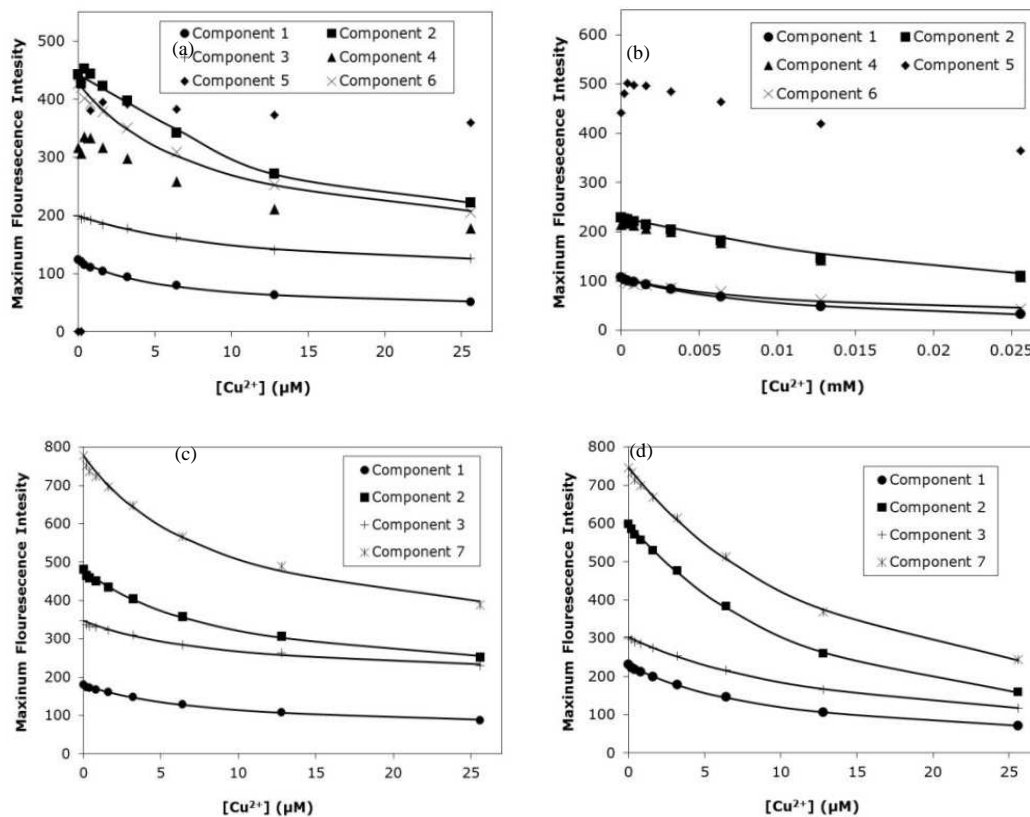 (a)
Component 1 Component 2
Component 3 Component 4
Component 5 Component 6
500
400
300
200
100
0
Maxinum Flouresecence Intesity
0 5 10 15 20 25
[Cu²⁺] (µM)
(b)
Component 1 Component 2
Component 4 Component 5
Component 6
600
500
400
300
200
100
0
Maxinum Flouresecence Intesity
0 0.005 0.01 0.015 0.02 0.025
[Cu²⁺] (mM)
(c)
Component 1
Component 2
Component 3
Component 7
800
700
600
500
400
300
200
100
0
Maxinum Flouresecence Intesity
0 5 10 15 20 25
[Cu²⁺] (µM)
(d)
Component 1
Component 2
Component 3
Component 7
800
700
600
500
400
300
200
100
0
Maxinum Flouresecence Intesity
0 5 10 15 20 25
[Cu²⁺] (µM)